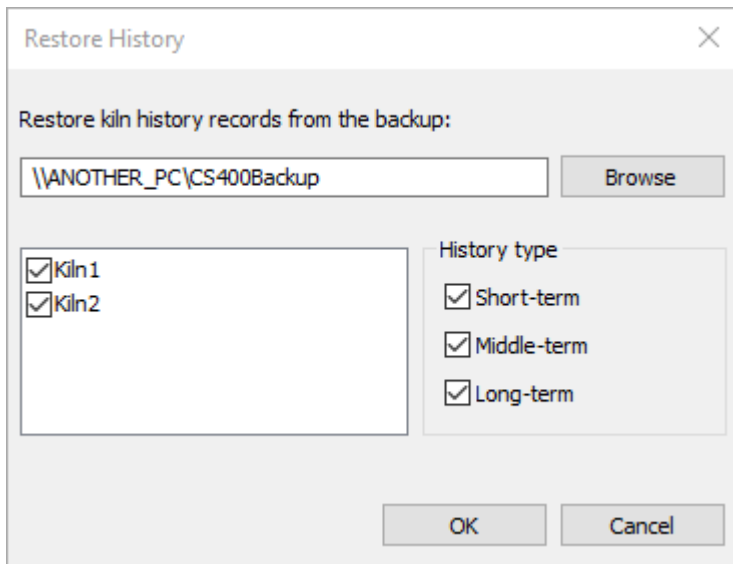 Restore History
Restore kiln history records from the backup:
\\ANOTHER_PC\CS400Backup
Browse
Kiln1
Kiln2
History type
Short-term
Middle-term
Long-term
OK
Cancel